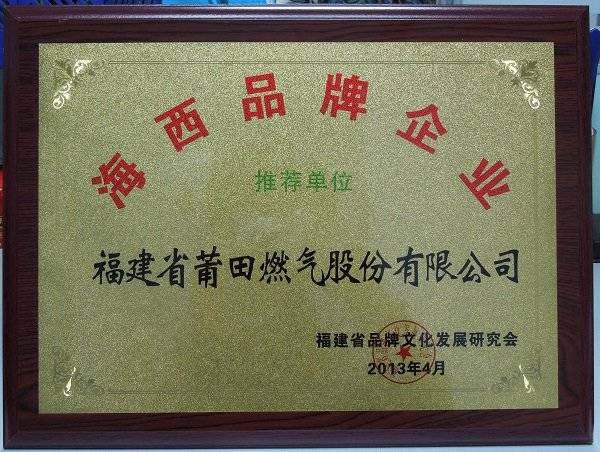 海西品牌企业
推荐单位
福建省莆田燃气股份有限公司
福建省品牌文化发展研究会
2013年4月